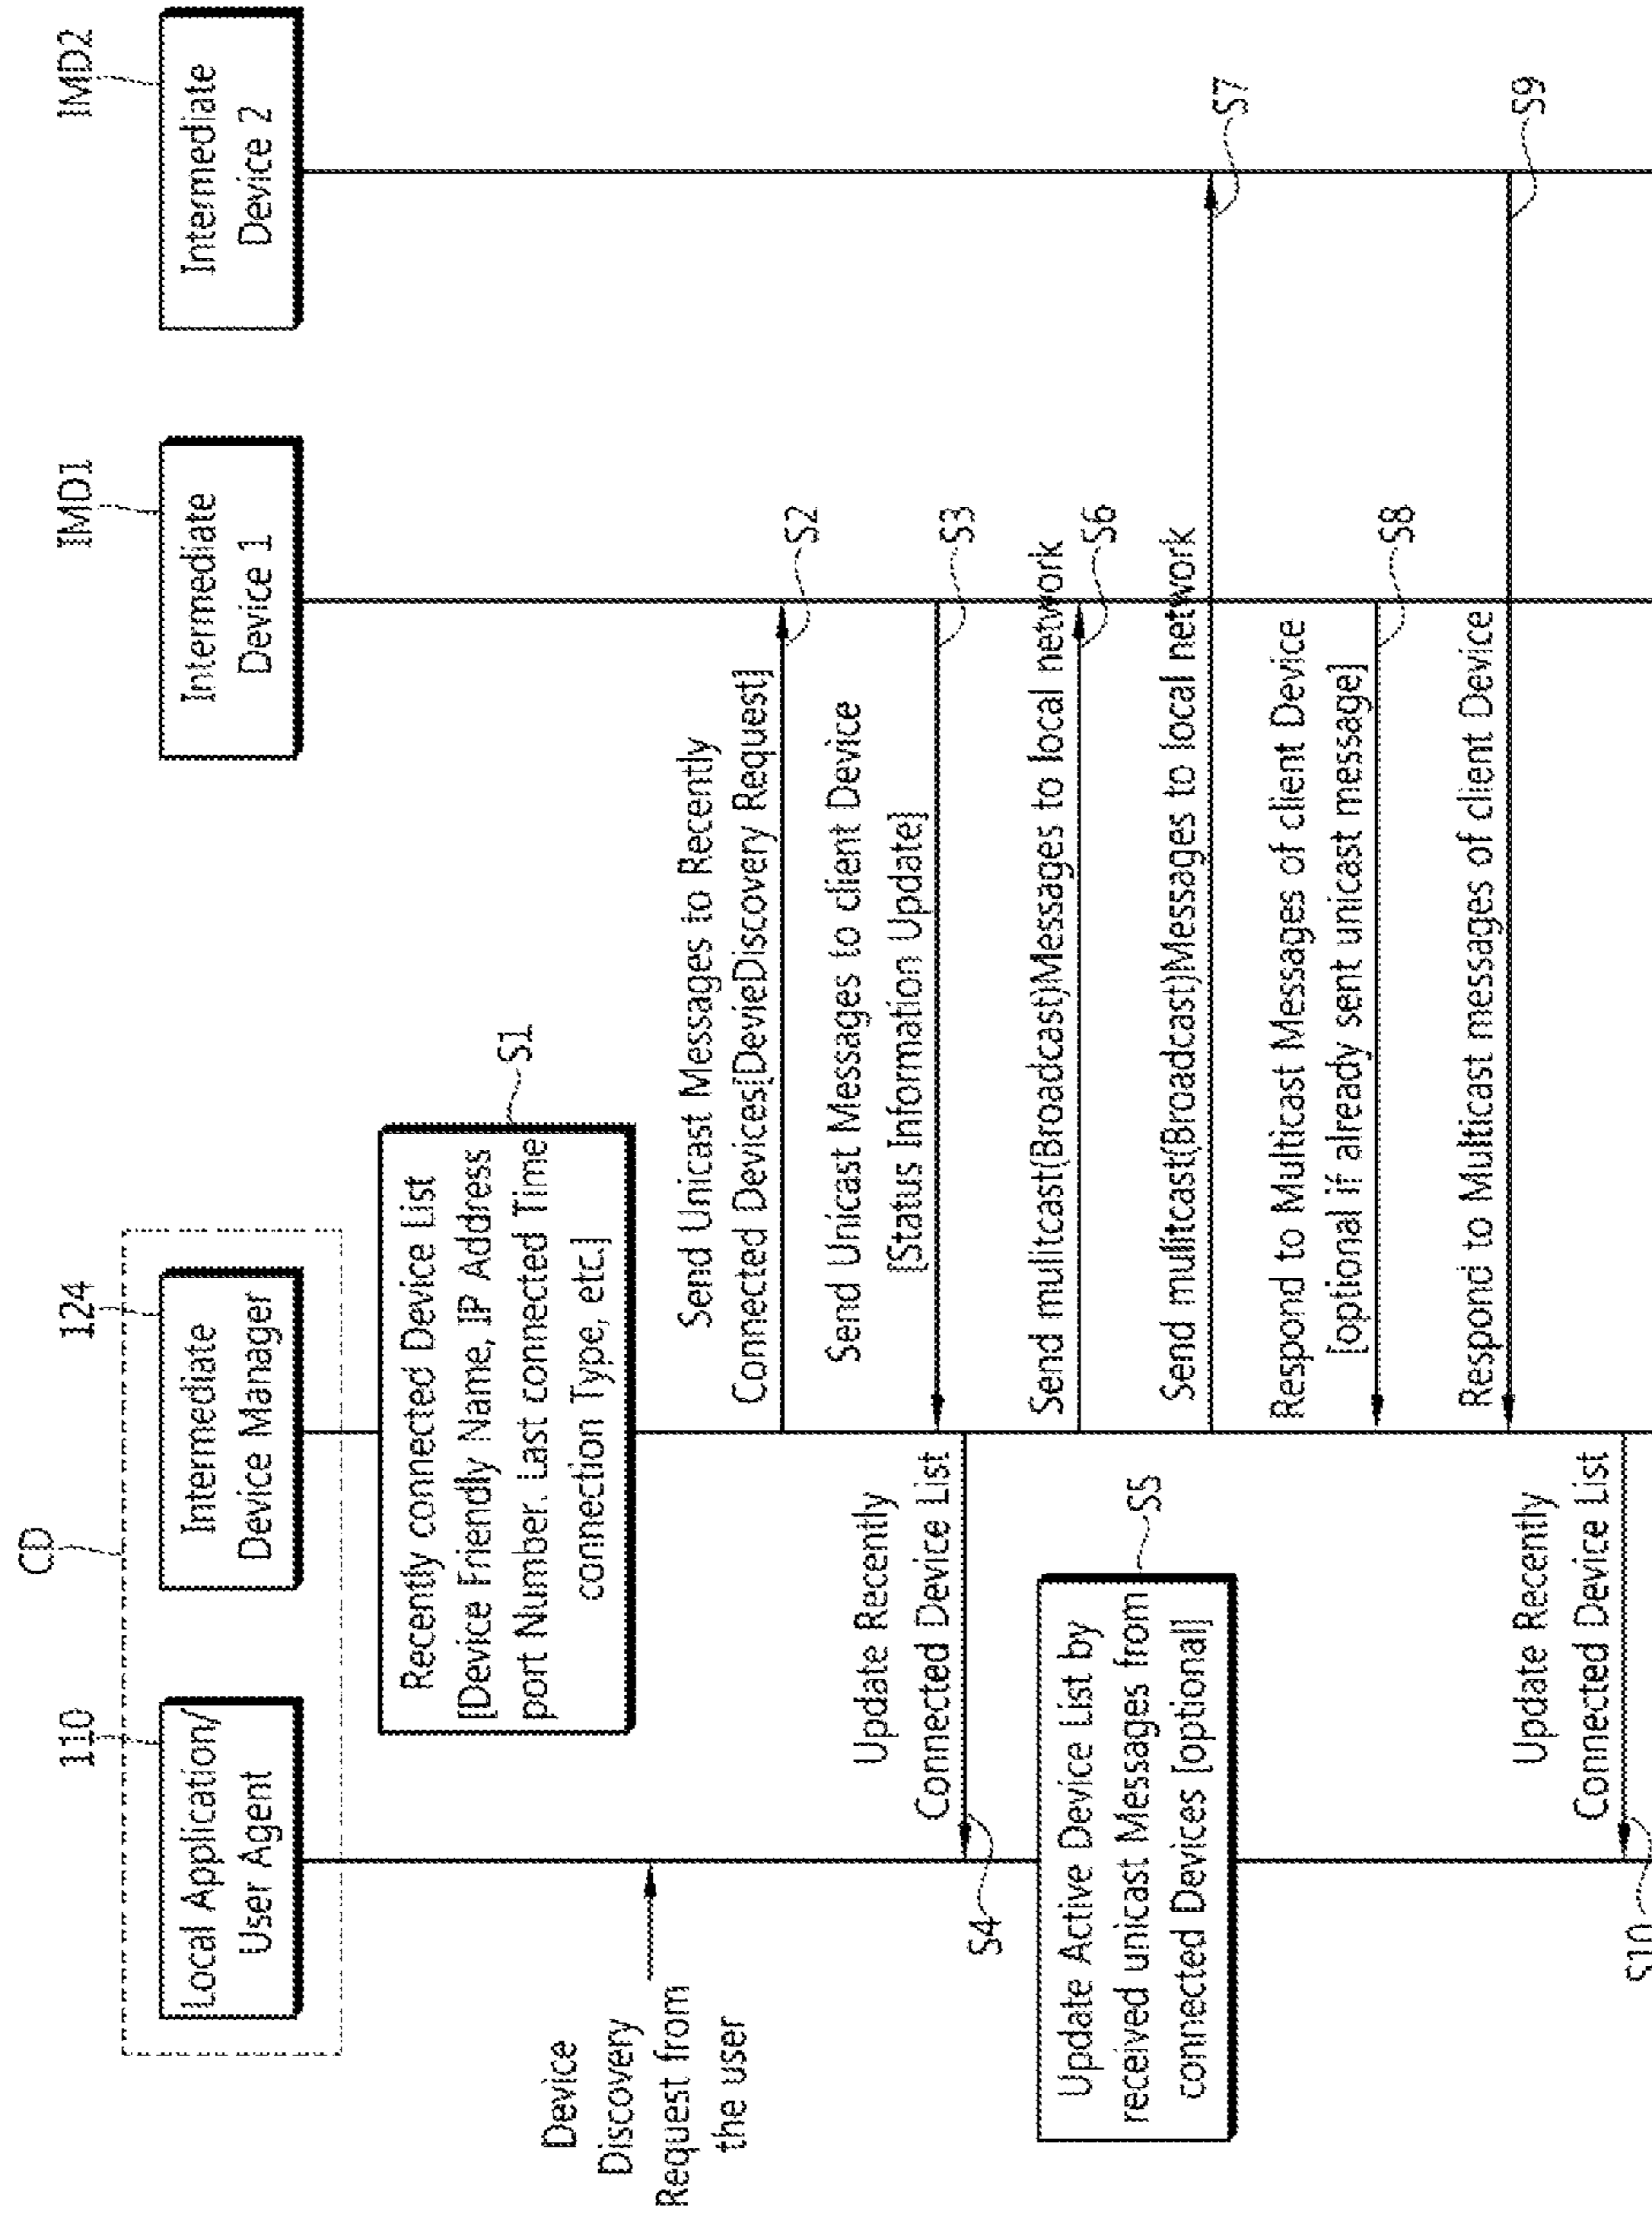 CD
110
124
IMD1
IMD2
Local Application/
User Agent
Intermediate
Device Manager
Intermediate
Device 1
Intermediate
Device 2
S1
Recently connected Device List
[Device Friendly Name, IP Address
port Number. Last connected Time
connection Type, etc.]
Device
Discovery
Request from
the user
Send Unicast Messages to Recently
Connected Devices[DevieDiscovery Request]
S2
Send Unicast Messages to client Device
[Status Information Update]
S3
Update Recently
Connected Device List
S4
Send mulitcast(Broadcast)Messages to local network
S6
Update Active Device List by
received unicast Messages from
connected Devices [optional]
S5
Send mulitcast(Broadcast)Messages to local network
S7
Respond to Multicast Messages of client Device
[optional if already sent unicast message]
S8
Respond to Multicast messages of client Device
S9
Update Recently
Connected Device List
S10